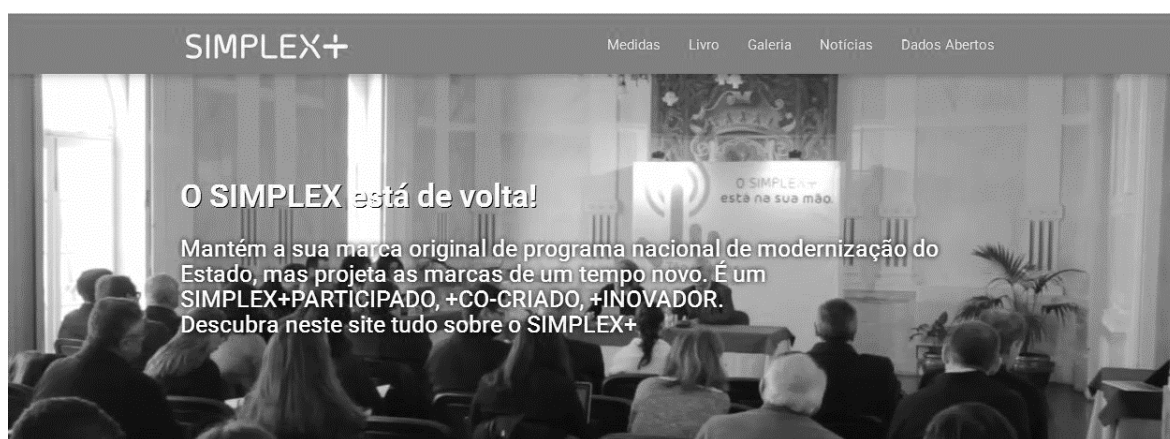 SIMPLEX+
Medidas Livro Galeria Notícias Dados Abertos
O SIMPLEX+
está na sua mão.
O SIMPLEX está de volta!
Mantém a sua marca original de programa nacional de modernização do
Estado, mas projeta as marcas de um tempo novo. É um
SIMPLEX+PARTICIPADO, +CO-CRIADO, +INOVADOR.
Descubra neste site tudo sobre o SIMPLEX+